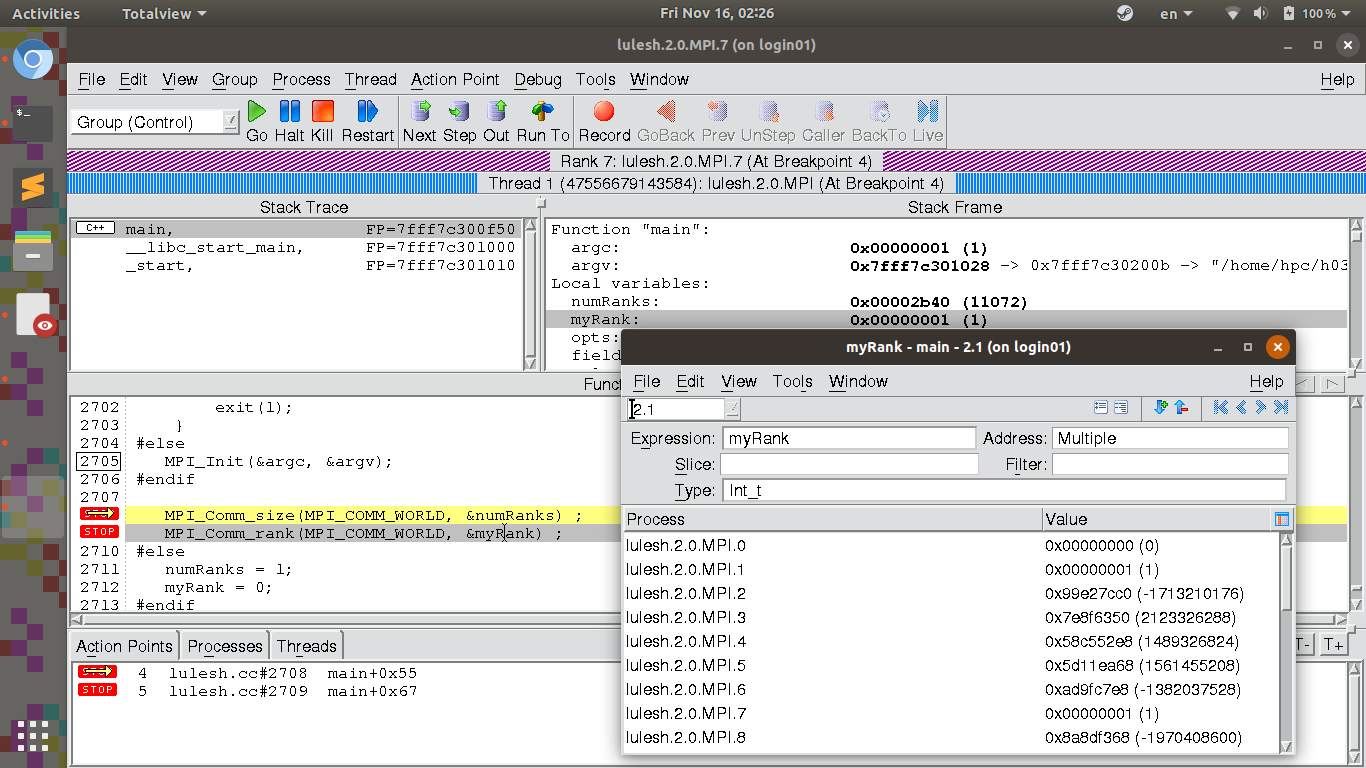 Activities Totalview Fri Nov 16, 02:26 en 100%
lulesh.2.0.MPI.7 (on login01)
File Edit View Group Process Thread Action Point Debug Tools Window Help
Group (Control) Go Halt Kill Restart Next Step Out Run To Record GoBack Prev UnStep Caller BackTo Live
Rank 7: lulesh.2.0.MPI.7 (At Breakpoint 4)
Thread 1 (47556679143584): lulesh.2.0.MPI (At Breakpoint 4)
Stack Trace
C++ main, FP=7fff7c300f50
__libc_start_main, FP=7fff7c301000
_start, FP=7fff7c301010
Stack Frame
Function "main":
argc: 0x00000001 (1)
argv: 0x7fff7c301028 -> 0x7fff7c30200b -> "/home/hpc/h03
Local variables:
numRanks: 0x00002b40 (11072)
myRank: 0x00000001 (1)
opts:
field
Func
2702 exit(1);
2703 }
2704 #else
2705 MPI_Init(&argc, &argv);
2706 #endif
2707
MPI_Comm_size(MPI_COMM_WORLD, &numRanks) ;
STOP MPI_Comm_rank(MPI_COMM_WORLD, &myRank) ;
2710 #else
2711 numRanks = 1;
2712 myRank = 0;
2713 #endif
Action Points Processes Threads T- T+
4 lulesh.cc#2708 main+0x55
STOP 5 lulesh.cc#2709 main+0x67
myRank - main - 2.1 (on login01)
File Edit View Tools Window Help
2.1
Expression: myRank Address: Multiple
Slice: Filter:
Type: Int_t
Process Value
lulesh.2.0.MPI.0 0x00000000 (0)
lulesh.2.0.MPI.1 0x00000001 (1)
lulesh.2.0.MPI.2 0x99e27cc0 (-1713210176)
lulesh.2.0.MPI.3 0x7e8f6350 (2123326288)
lulesh.2.0.MPI.4 0x58c552e8 (1489326824)
lulesh.2.0.MPI.5 0x5d11ea68 (1561455208)
lulesh.2.0.MPI.6 0xad9fc7e8 (-1382037528)
lulesh.2.0.MPI.7 0x00000001 (1)
lulesh.2.0.MPI.8 0x8a8df368 (-1970408600)